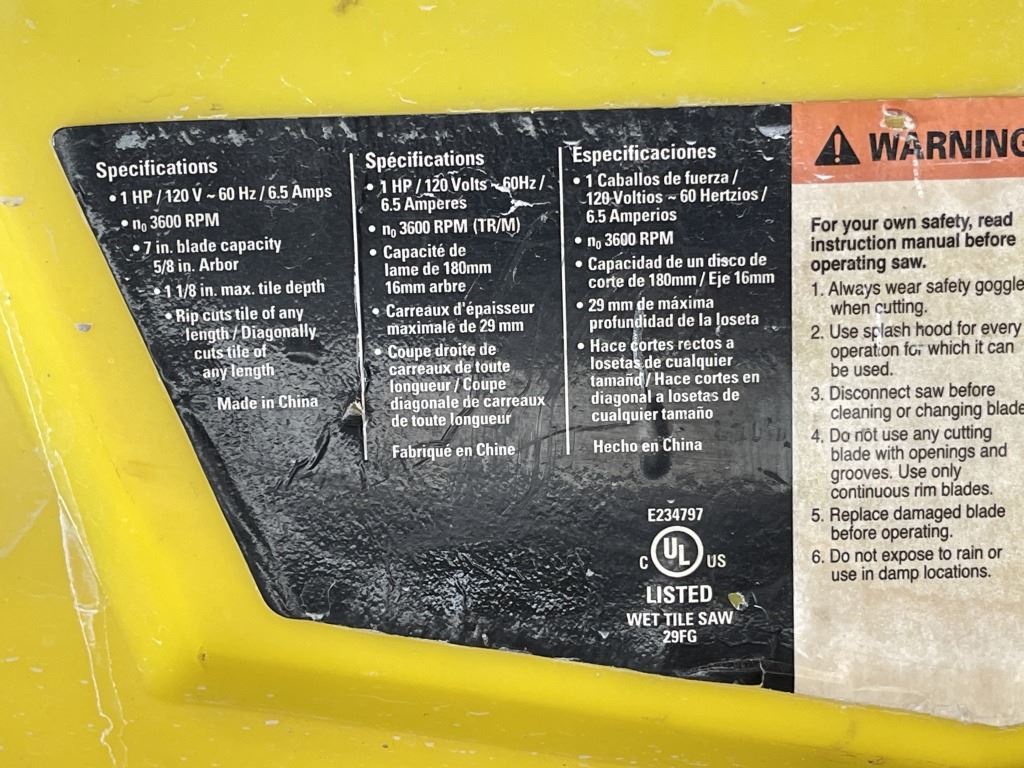 Specifications
• 1 HP / 120 V ~ 60 Hz / 6.5 Amps
• n₀ 3600 RPM
• 7 in. blade capacity
5/8 in. Arbor
• 1 1/8 in. max. tile depth
• Rip cuts tile of any
length / Diagonally
cuts tile of
any length
Made in China
Spécifications
• 1 HP / 120 Volts ~ 60Hz /
6.5 Amperes
• n₀ 3600 RPM (TR/M)
• Capacité de
lame de 180mm
16mm arbre
• Carreaux d'épaisseur
maximale de 29 mm
• Coupe droite de
carreaux de toute
longueur / Coupe
diagonale de carreaux
de toute longueur
Fabriqué en Chine
Especificaciones
• 1 Caballos de fuerza /
120 Voltios ~ 60 Hertzios /
6.5 Amperios
• n₀ 3600 RPM
• Capacidad de un disco de
corte de 180mm / Eje 16mm
• 29 mm de máxima
profundidad de la loseta
• Hace cortes rectos a
losetas de cualquier
tamaño / Hace cortes en
diagonal a losetas de
cualquier tamaño
Hecho en China
E234797
C UL US
LISTED
WET TILE SAW
29FG
WARNING
For your own safety, read
instruction manual before
operating saw.
1. Always wear safety goggle
when cutting.
2. Use splash hood for every
operation for which it can
be used.
3. Disconnect saw before
cleaning or changing blade
4. Do not use any cutting
blade with openings and
grooves. Use only
continuous rim blades.
5. Replace damaged blade
before operating.
6. Do not expose to rain or
use in damp locations.